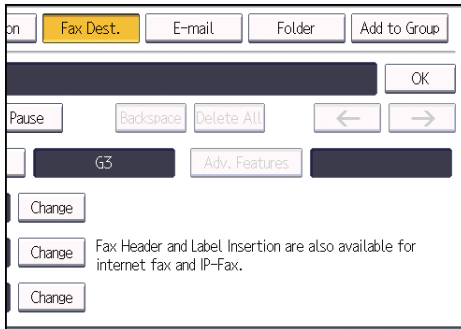 on Fax Dest. E-mail Folder Add to Group
OK
Pause Backspace Delete All ← →
G3 Adv. Features
Change
Change Fax Header and Label Insertion are also available for
internet fax and IP-Fax.
Change